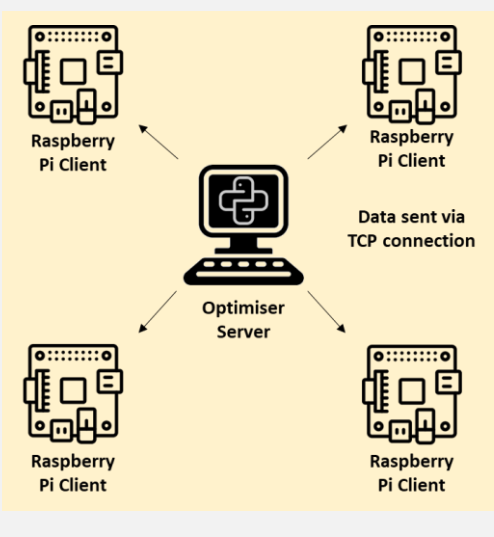 Raspberry
Pi Client
Raspberry
Pi Client
Data sent via
TCP connection
Optimiser
Server
Raspberry
Pi Client
Raspberry
Pi Client